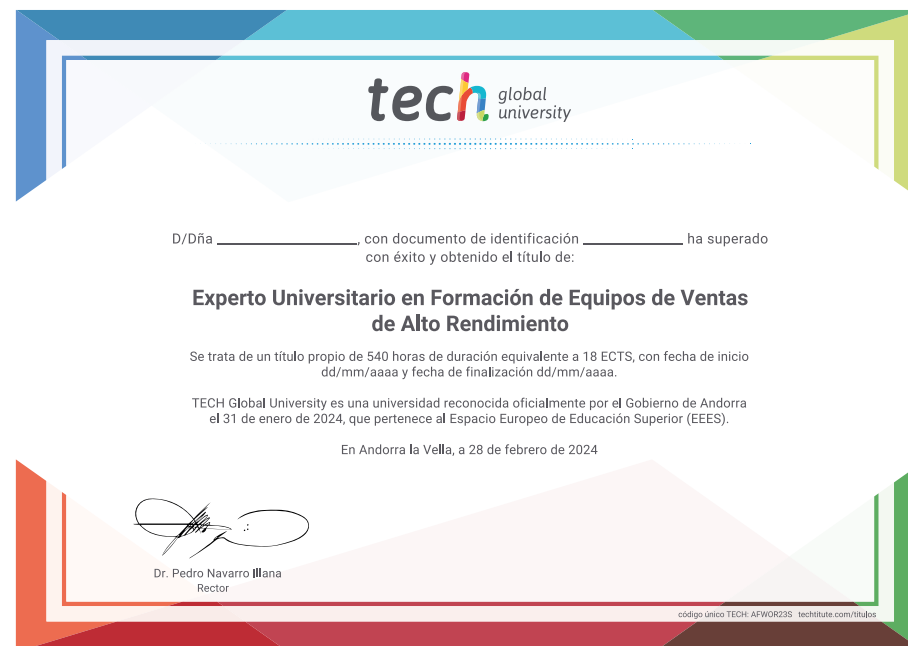 tech global university
D/Dña ____________, con documento de identificación ____________ ha superado
con éxito y obtenido el título de:
Experto Universitario en Formación de Equipos de Ventas
de Alto Rendimiento
Se trata de un título propio de 540 horas de duración equivalente a 18 ECTS, con fecha de inicio
dd/mm/aaaa y fecha de finalización dd/mm/aaaa.
TECH Global University es una universidad reconocida oficialmente por el Gobierno de Andorra
el 31 de enero de 2024, que pertenece al Espacio Europeo de Educación Superior (EEES).
En Andorra la Vella, a 28 de febrero de 2024
Dr. Pedro Navarro Illana
Rector
código único TECH: AFWOR23S techtitute.com/titulos